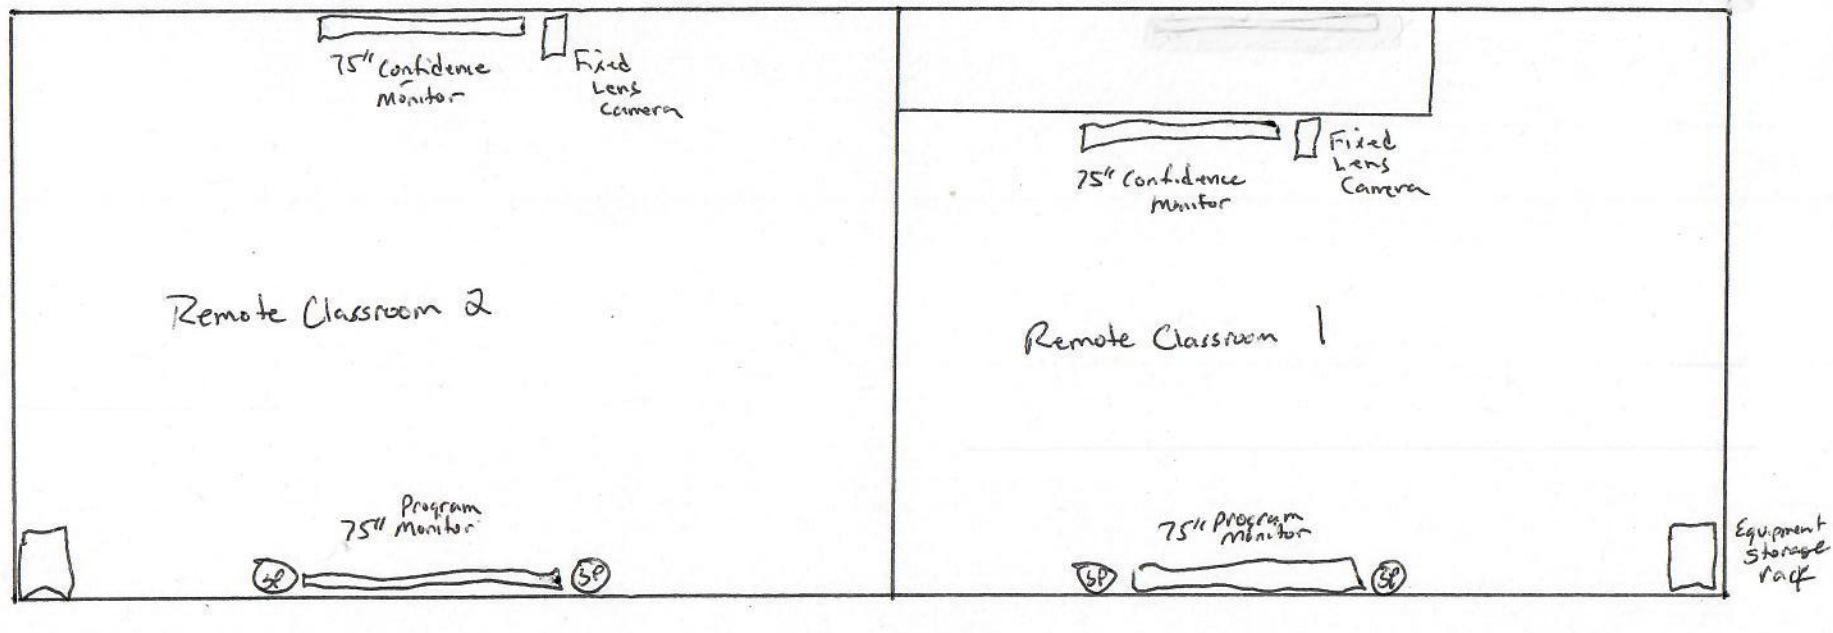 75" Confidence
Monitor
Fixed
Lens
Camera
75" Confidence
Monitor
Fixed
Lens
Camera
Remote Classroom 2
Remote Classroom 1
Program
75" Monitor
SP
SP
75" Program
Monitor
SP
SP
Equipment
Storage
rack